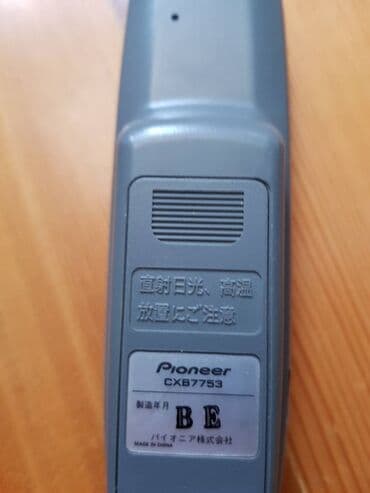 直射日光、高温
放置にご注意
Pioneer
CXB7753
製造年月 BE
パイオニア株式会社
MADE IN CHINA